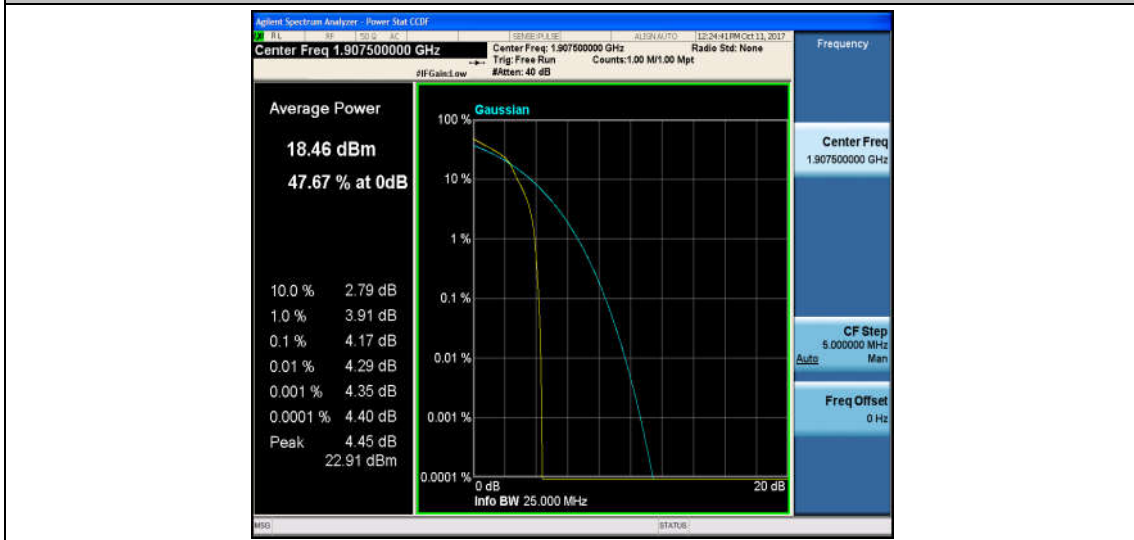 Agilent Spectrum Analyzer - Power Stat CCDF
RL RF 50 Ω AC SENSE:PULSE ALIGN AUTO 12:24:41 PM Oct 11, 2017
Center Freq 1.907500000 GHz
Center Freq: 1.907500000 GHz Radio Std: None
Trig: Free Run Counts:1.00 M/1.00 Mpt
#IFGain:Low #Atten: 40 dB
Frequency
Average Power
18.46 dBm
47.67 % at 0dB
10.0 % 2.79 dB
1.0 % 3.91 dB
0.1 % 4.17 dB
0.01 % 4.29 dB
0.001 % 4.35 dB
0.0001 % 4.40 dB
Peak 4.45 dB
22.91 dBm
Gaussian
100 %
10 %
1 %
0.1 %
0.01 %
0.001 %
0.0001 %
0 dB 20 dB
Info BW 25.000 MHz
Center Freq
1.907500000 GHz
CF Step
5.000000 MHz
Auto Man
Freq Offset
0 Hz
MSG STATUS